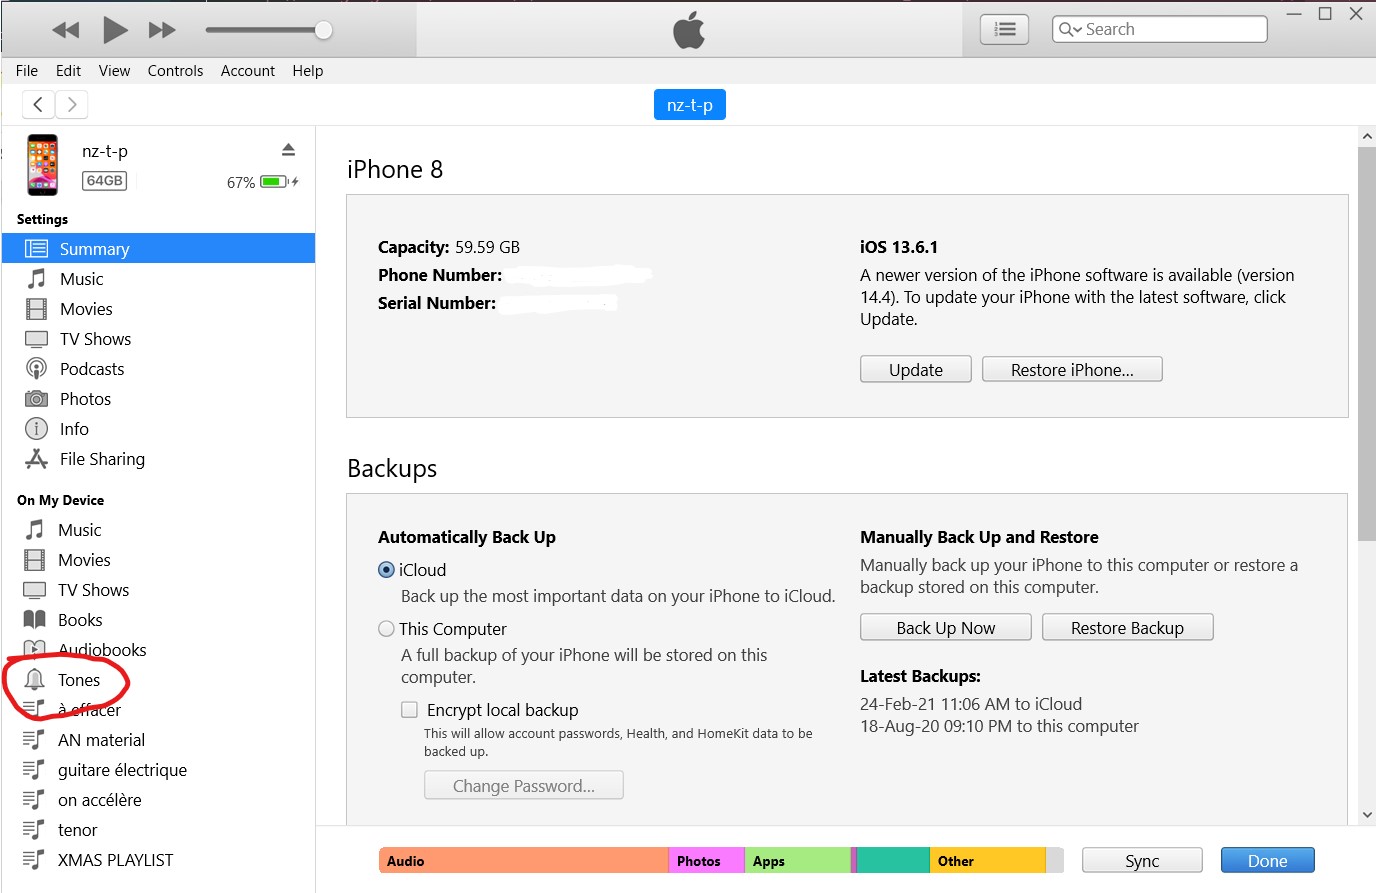 Search
File Edit View Controls Account Help
nz-t-p
nz-t-p
64GB
67%
Settings
Summary
Music
Movies
TV Shows
Podcasts
Photos
Info
File Sharing
On My Device
Music
Movies
TV Shows
Books
Audiobooks
Tones
à effacer
AN material
guitare électrique
on accélère
tenor
XMAS PLAYLIST
iPhone 8
Capacity: 59.59 GB
Phone Number:
Serial Number:
iOS 13.6.1
A newer version of the iPhone software is available (version
14.4). To update your iPhone with the latest software, click
Update.
Update Restore iPhone...
Backups
Automatically Back Up
iCloud
Back up the most important data on your iPhone to iCloud.
This Computer
A full backup of your iPhone will be stored on this
computer.
Encrypt local backup
This will allow account passwords, Health, and HomeKit data to be
backed up.
Change Password...
Manually Back Up and Restore
Manually back up your iPhone to this computer or restore a
backup stored on this computer.
Back Up Now Restore Backup
Latest Backups:
24-Feb-21 11:06 AM to iCloud
18-Aug-20 09:10 PM to this computer
Audio Photos Apps Other Sync Done